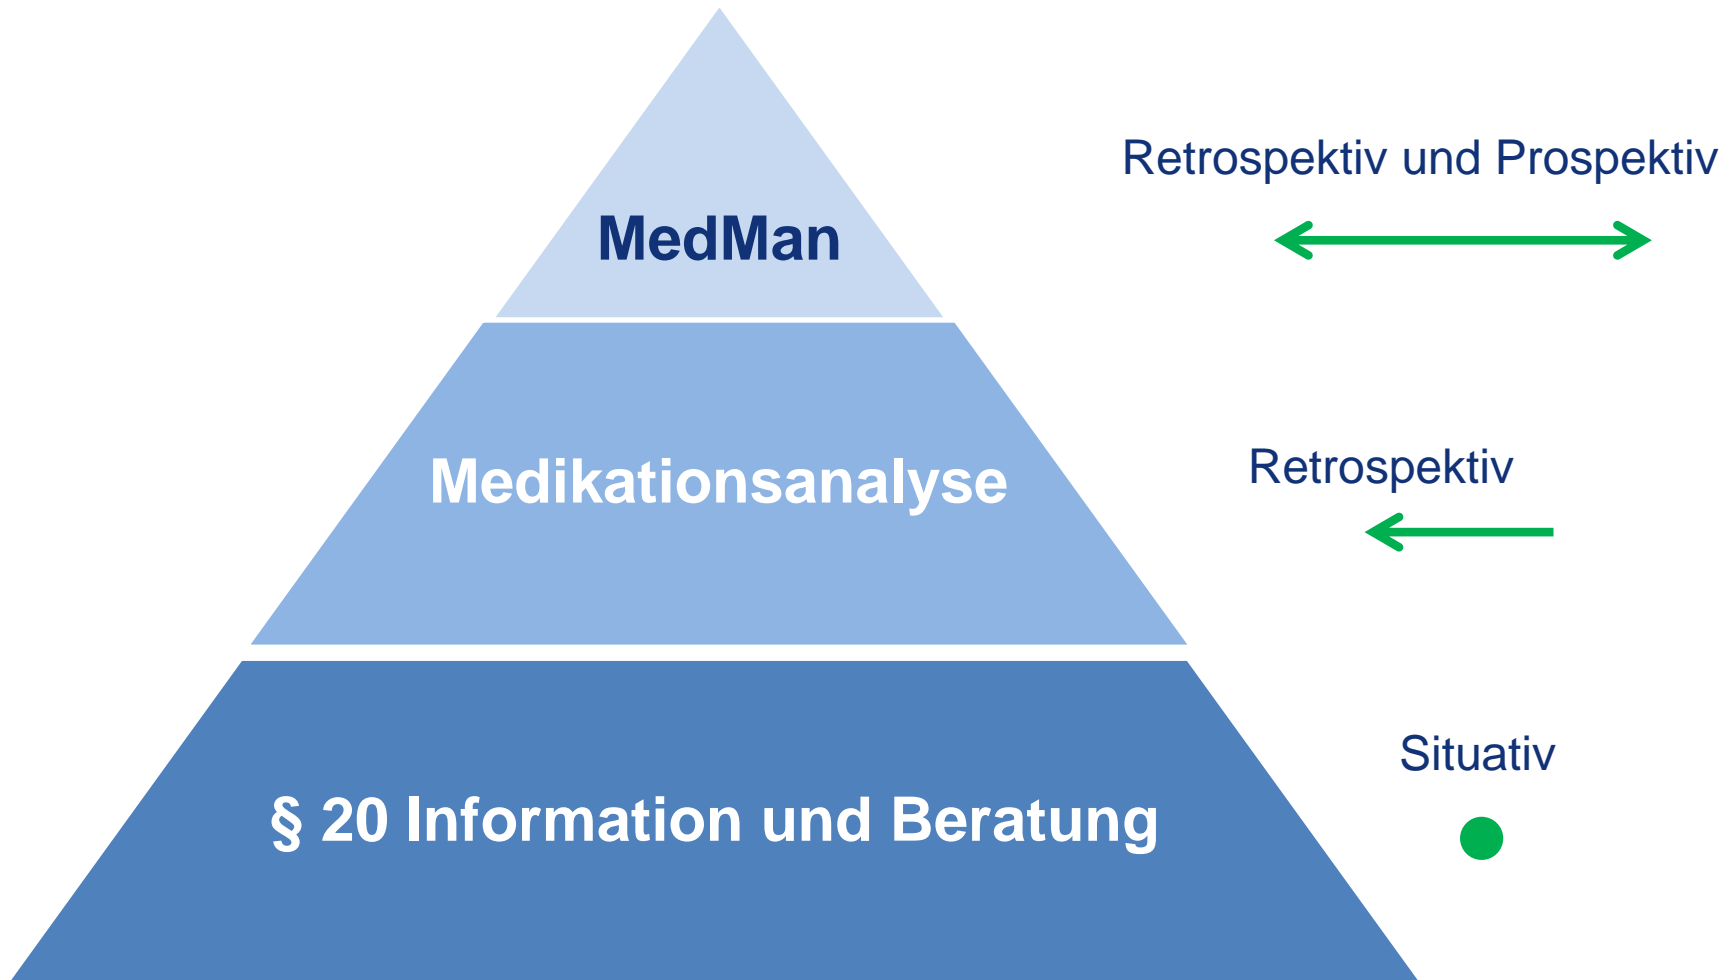 Retrospektiv und Prospektiv
MedMan
Medikationsanalyse
Retrospektiv
Situativ
§ 20 Information und Beratung